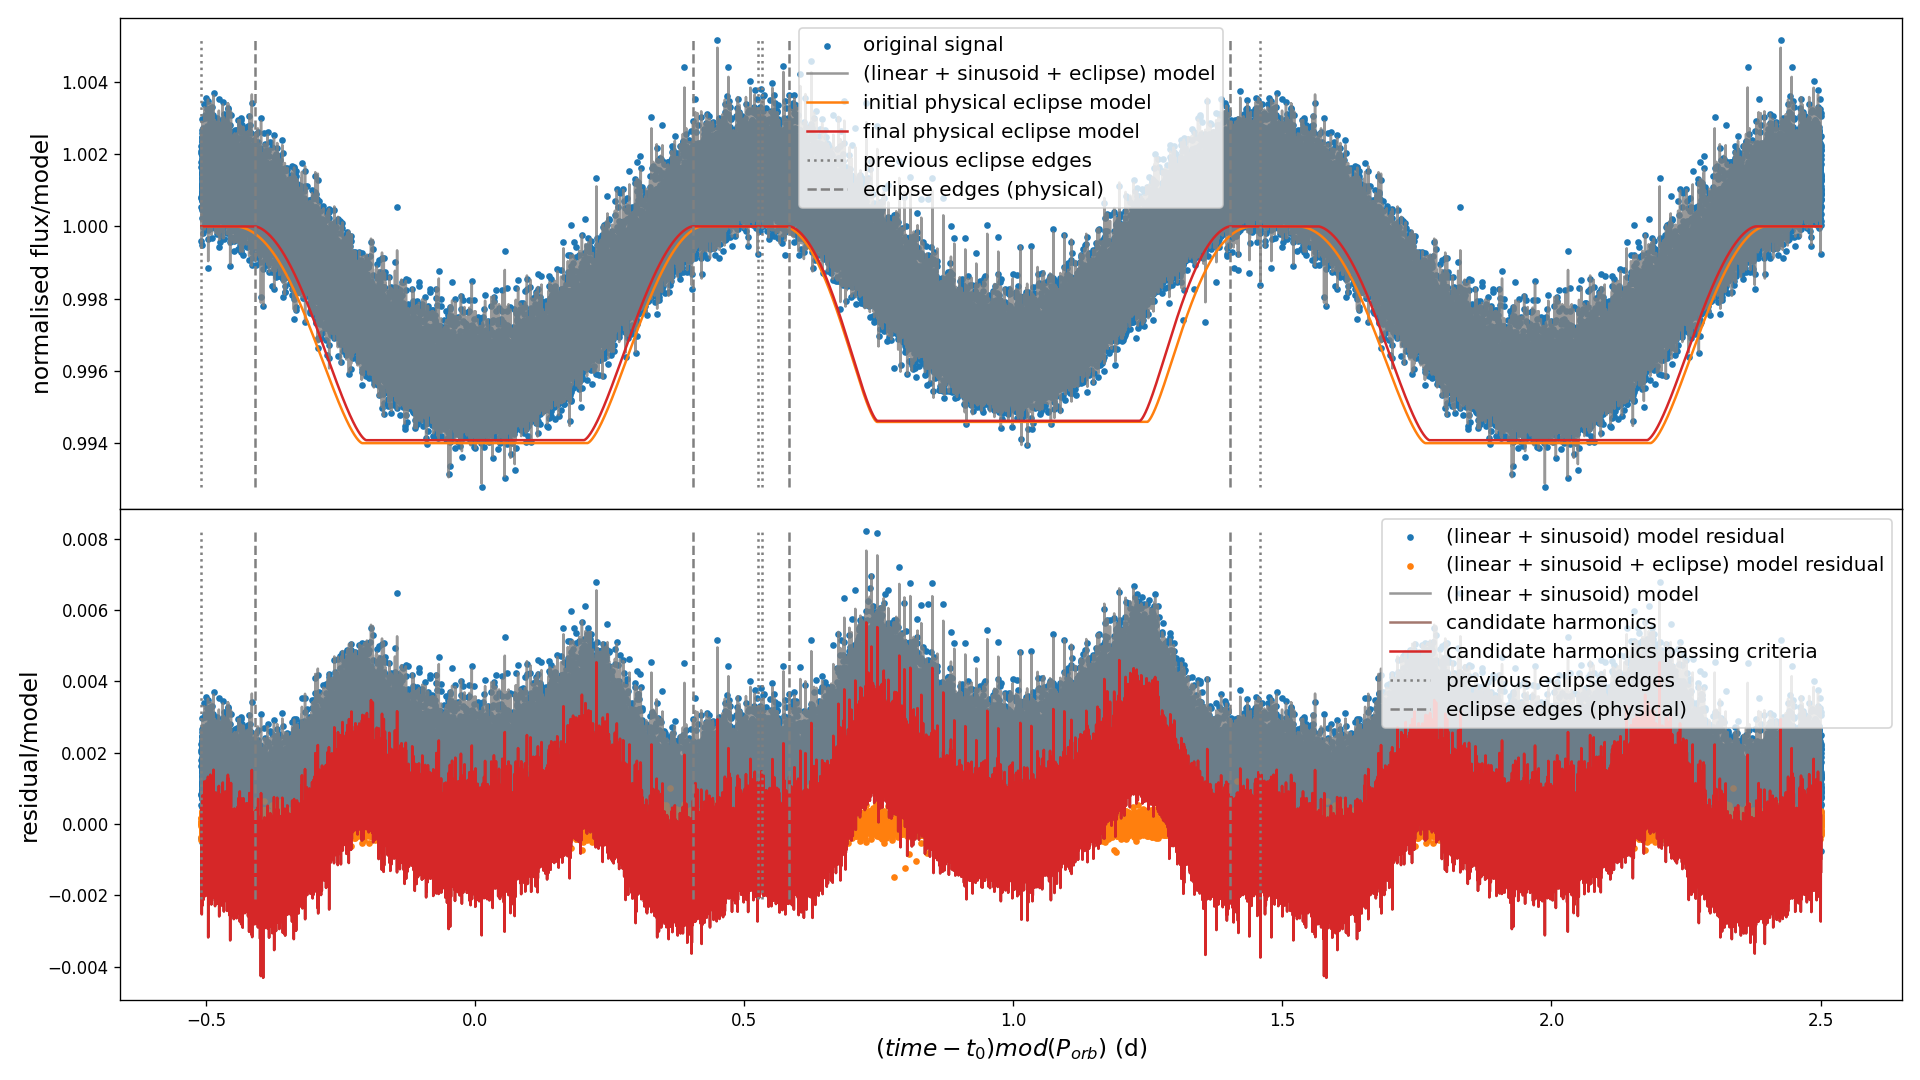 original signal
(linear + sinusoid + eclipse) model
initial physical eclipse model
final physical eclipse model
previous eclipse edges
eclipse edges (physical)
normalised flux/model
1.004
1.002
1.000
0.998
0.996
0.994
(linear + sinusoid) model residual
(linear + sinusoid + eclipse) model residual
(linear + sinusoid) model
candidate harmonics
candidate harmonics passing criteria
previous eclipse edges
eclipse edges (physical)
residual/model
0.008
0.006
0.004
0.002
0.000
−0.002
−0.004
−0.5 0.0 0.5 1.0 1.5 2.0 2.5
(time − t₀)mod(P_orb) (d)